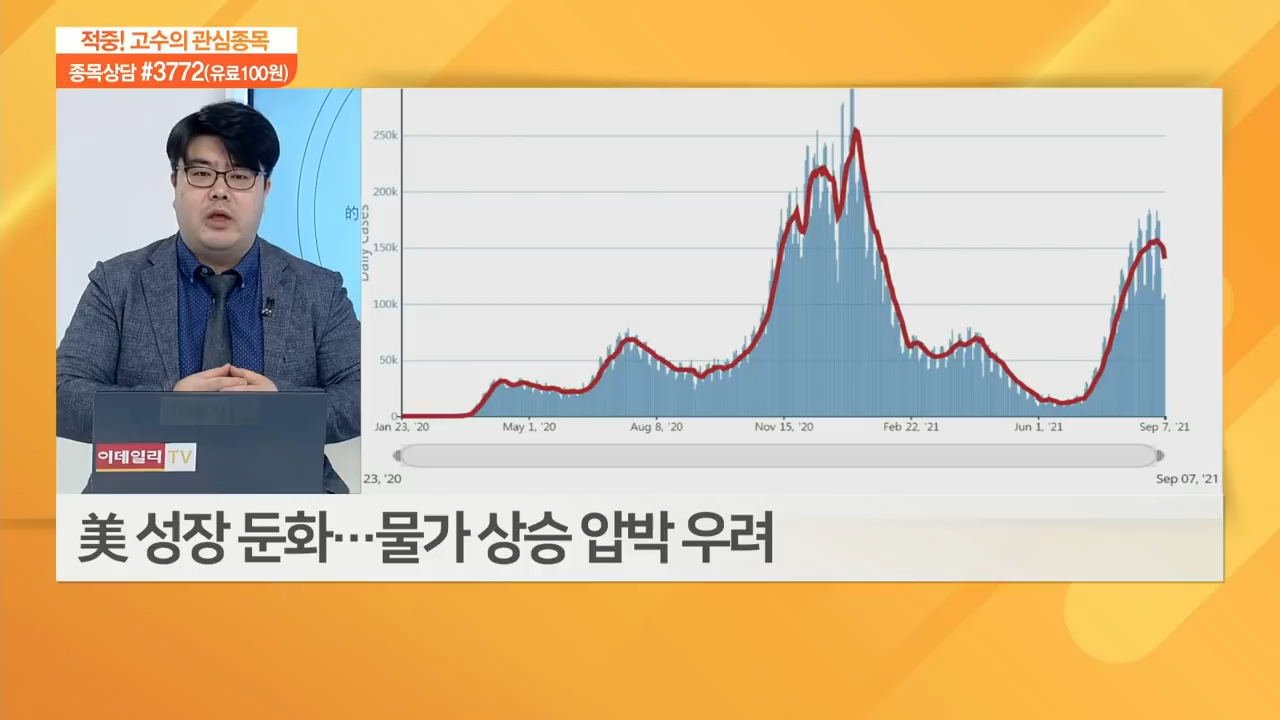 적중! 고수의 관심종목
종목상담 #3772(유료100원)
的
이데일리TV
Daily Cases
250k
200k
150k
100k
50k
0
Jan 23, '20
May 1, '20
Aug 8, '20
Nov 15, '20
Feb 22, '21
Jun 1, '21
Sep 7, '21
23, '20
Sep 07, '21
美 성장 둔화…물가 상승 압박 우려